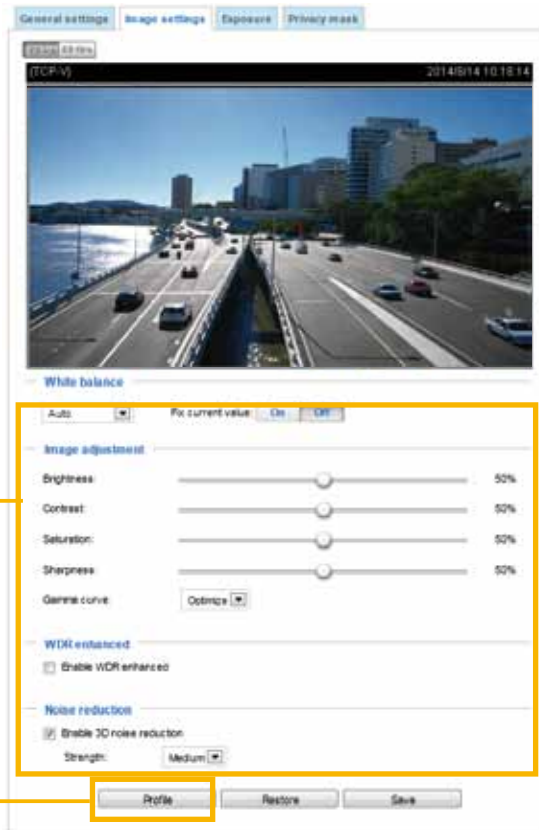 General settings Image settings Exposure Privacy mask
(TCP-V) 2014/8/14 10:18:14
White balance
Auto Fix current value: On Off
Image adjustment
Brightness: 50%
Contrast: 50%
Saturation: 50%
Sharpness: 50%
Gamma curve: Optimize
WDR enhanced
Enable WDR enhanced
Noise reduction
Enable 3D noise reduction
Strength: Medium
Profile Restore Save